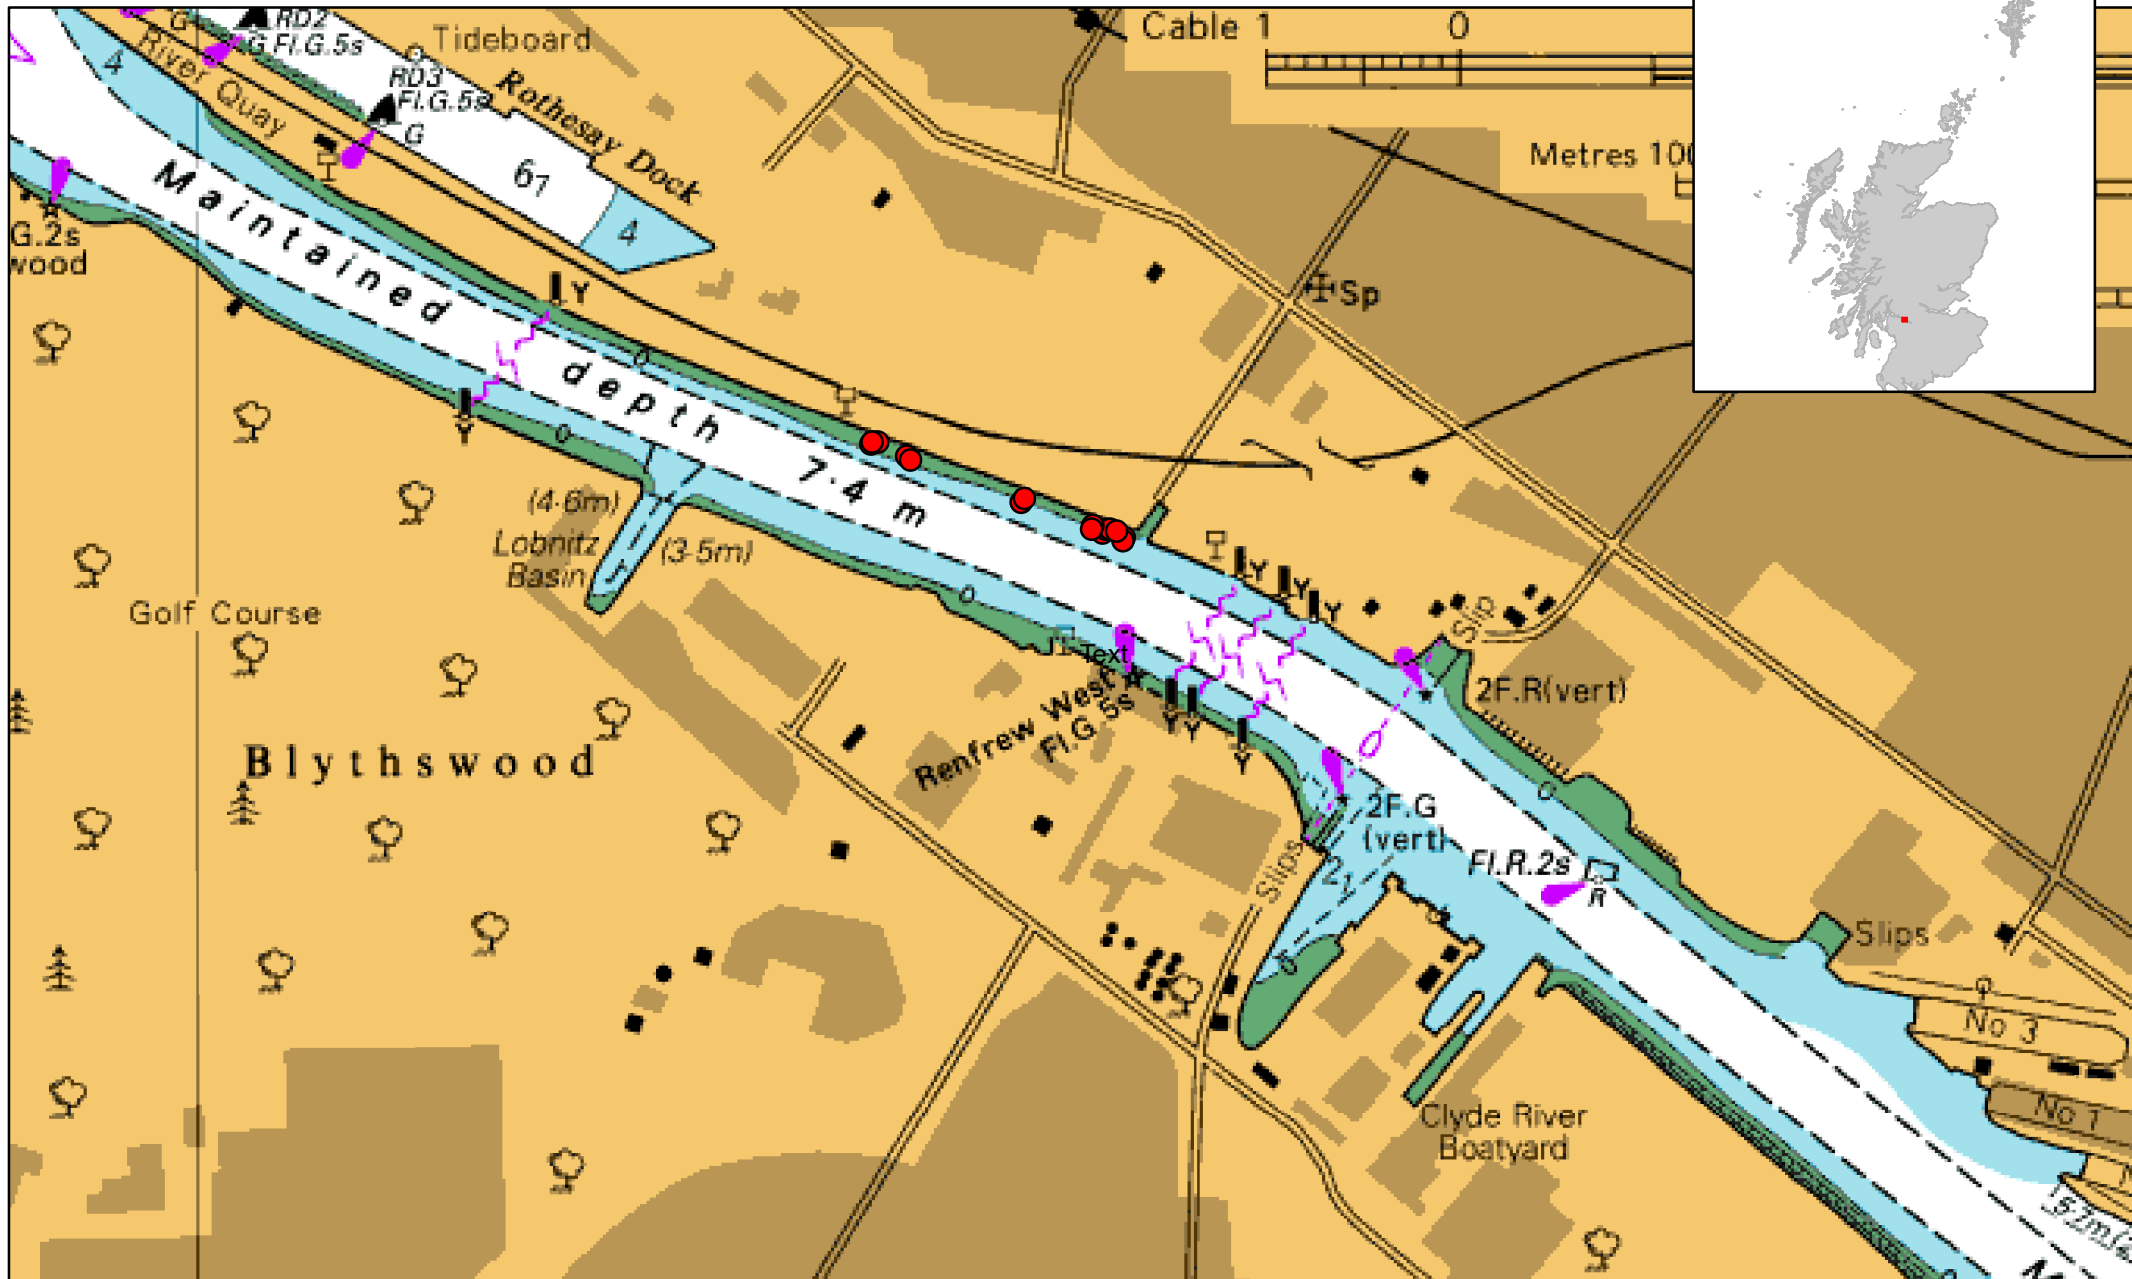 G
RD2
G Fl.G.5s
Tideboard
Cable 1
0
4
River Quay
RD3
Fl.G.5s
G
Rothesay Dock
Metres
6₁
4
G.2s
wood
Maintained depth 7·4 m
Y
Sp
0
Y
0
(4·6m)
Lobnitz
Basin
(3·5m)
Golf Course
0
Y
Y
Y
Slip
Text
Renfrew West
Fl.G.5s
2F.R(vert)
Y
Y
Y
Blythswood
0
2F.G
(vert)
Fl.R.2s
R
Slips
2₁
0
Slips
No 3
No 1
Clyde River
Boatyard